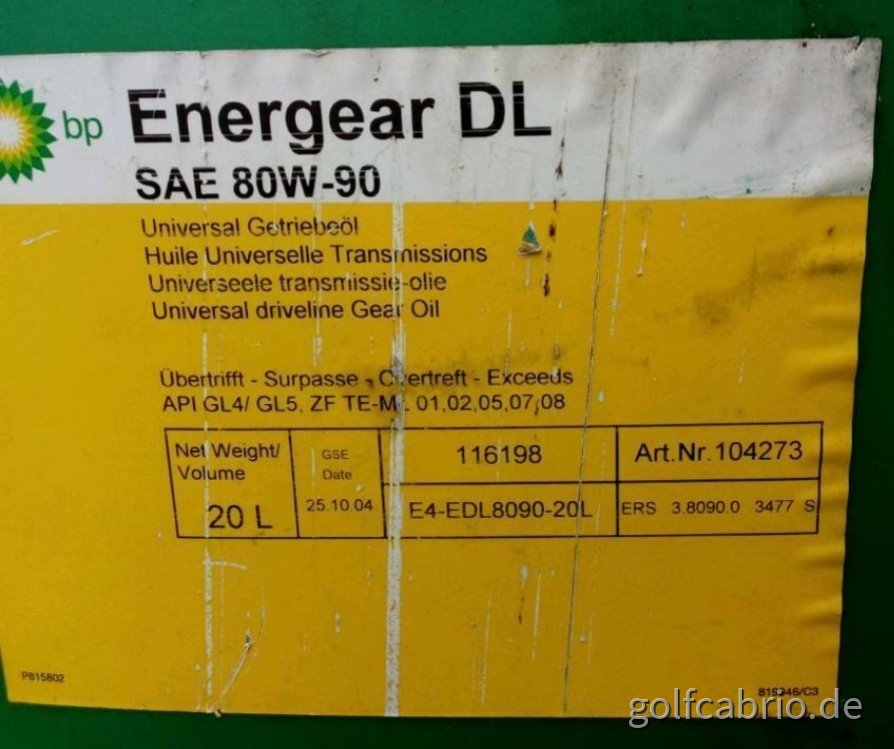 bp
Energear DL
SAE 80W-90
Universal Getriebeöl
Huile Universelle Transmissions
Universeele transmissie-olie
Universal driveline Gear Oil
Übertrifft - Surpasse - Overtreft - Exceeds
API GL4/ GL5, ZF TE-ML 01,02,05,07,08
Net Weight/
Volume
20 L
GSE
Date
25.10.04
116198
Art.Nr.104273
E4-EDL8090-20L
ERS 3.8090.0 3477 S
P815802
golfcabrio.de